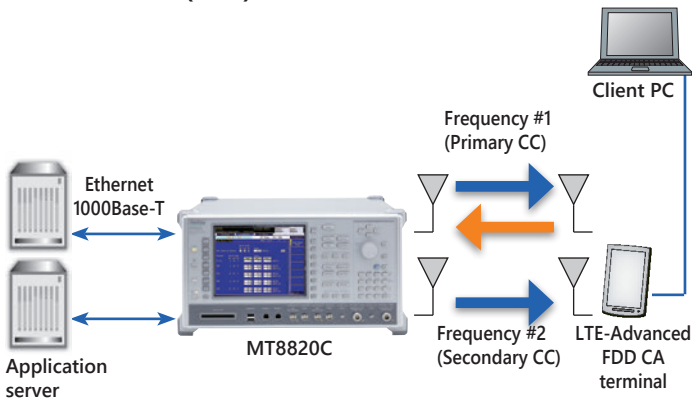 Client PC
Frequency #1
(Primary CC)
Ethernet
1000Base-T
MT8820C
Frequency #2
(Secondary CC)
LTE-Advanced
FDD CA
terminal
Application
server